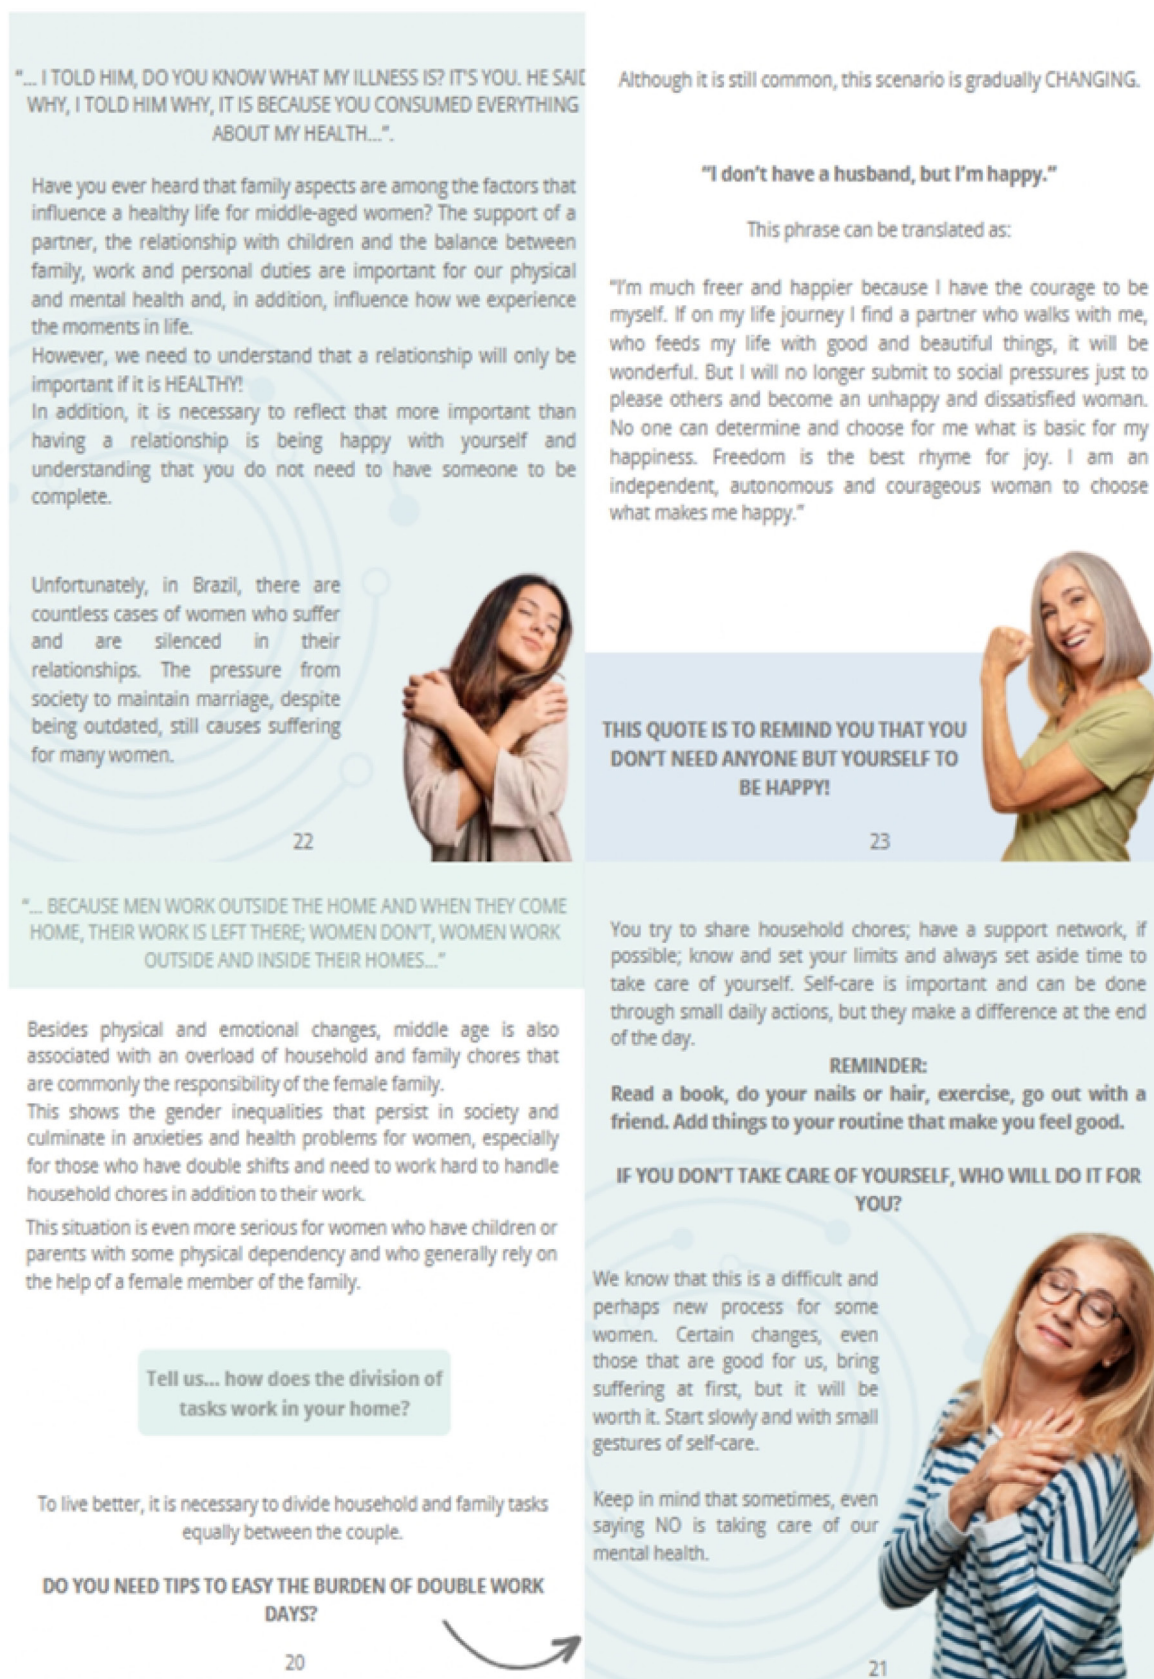 "... I TOLD HIM, DO YOU KNOW WHAT MY ILLNESS IS? IT'S YOU. HE SAID
WHY, I TOLD HIM WHY, IT IS BECAUSE YOU CONSUMED EVERYTHING
ABOUT MY HEALTH...".
Have you ever heard that family aspects are among the factors that
influence a healthy life for middle-aged women? The support of a
partner, the relationship with children and the balance between
family, work and personal duties are important for our physical
and mental health and, in addition, influence how we experience
the moments in life.
However, we need to understand that a relationship will only be
important if it is HEALTHY!
In addition, it is necessary to reflect that more important than
having a relationship is being happy with yourself and
understanding that you do not need to have someone to be
complete.
Unfortunately, in Brazil, there are
countless cases of women who suffer
and are silenced in their
relationships. The pressure from
society to maintain marriage, despite
being outdated, still causes suffering
for many women.
22
Although it is still common, this scenario is gradually CHANGING.
"I don't have a husband, but I'm happy."
This phrase can be translated as:
"I'm much freer and happier because I have the courage to be
myself. If on my life journey I find a partner who walks with me,
who feeds my life with good and beautiful things, it will be
wonderful. But I will no longer submit to social pressures just to
please others and become an unhappy and dissatisfied woman.
No one can determine and choose for me what is basic for my
happiness. Freedom is the best rhyme for joy. I am an
independent, autonomous and courageous woman to choose
what makes me happy."
THIS QUOTE IS TO REMIND YOU THAT YOU
DON'T NEED ANYONE BUT YOURSELF TO
BE HAPPY!
23
"... BECAUSE MEN WORK OUTSIDE THE HOME AND WHEN THEY COME
HOME, THEIR WORK IS LEFT THERE; WOMEN DON'T, WOMEN WORK
OUTSIDE AND INSIDE THEIR HOMES..."
Besides physical and emotional changes, middle age is also
associated with an overload of household and family chores that
are commonly the responsibility of the female family.
This shows the gender inequalities that persist in society and
culminate in anxieties and health problems for women, especially
for those who have double shifts and need to work hard to handle
household chores in addition to their work.
This situation is even more serious for women who have children or
parents with some physical dependency and who generally rely on
the help of a female member of the family.
Tell us... how does the division of
tasks work in your home?
To live better, it is necessary to divide household and family tasks
equally between the couple.
DO YOU NEED TIPS TO EASY THE BURDEN OF DOUBLE WORK
DAYS?
20
You try to share household chores; have a support network, if
possible; know and set your limits and always set aside time to
take care of yourself. Self-care is important and can be done
through small daily actions, but they make a difference at the end
of the day.
REMINDER:
Read a book, do your nails or hair, exercise, go out with a
friend. Add things to your routine that make you feel good.
IF YOU DON'T TAKE CARE OF YOURSELF, WHO WILL DO IT FOR
YOU?
We know that this is a difficult and
perhaps new process for some
women. Certain changes, even
those that are good for us, bring
suffering at first, but it will be
worth it. Start slowly and with small
gestures of self-care.
Keep in mind that sometimes, even
saying NO is taking care of our
mental health.
21